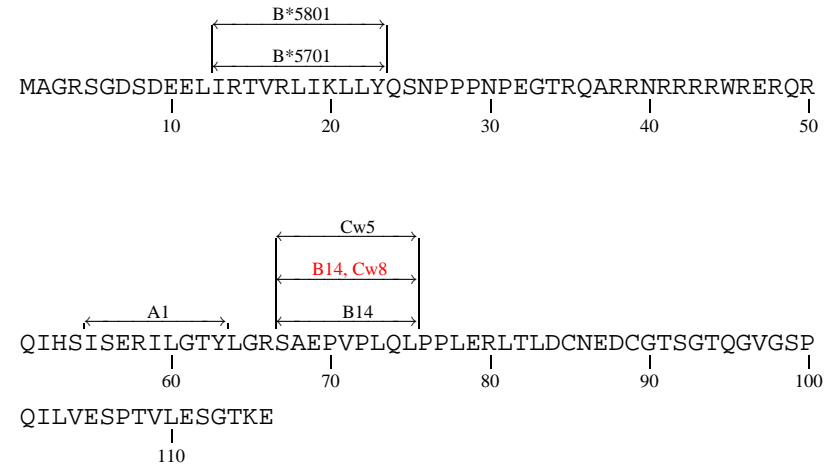 B*5801
B*5701
MAGRSGDSDEELIRTVRLIKLLYQSNPPPNPEGTRQARRNRRRRWRERQR
10 20 30 40 50
Cw5
B14, Cw8
A1 B14
QIHSISERILGTYLGRSAEPVPLQLPPLERLTLDCNEDCGTSGTQGVGSP
60 70 80 90 100
QILVESPTVLESGTKE
110